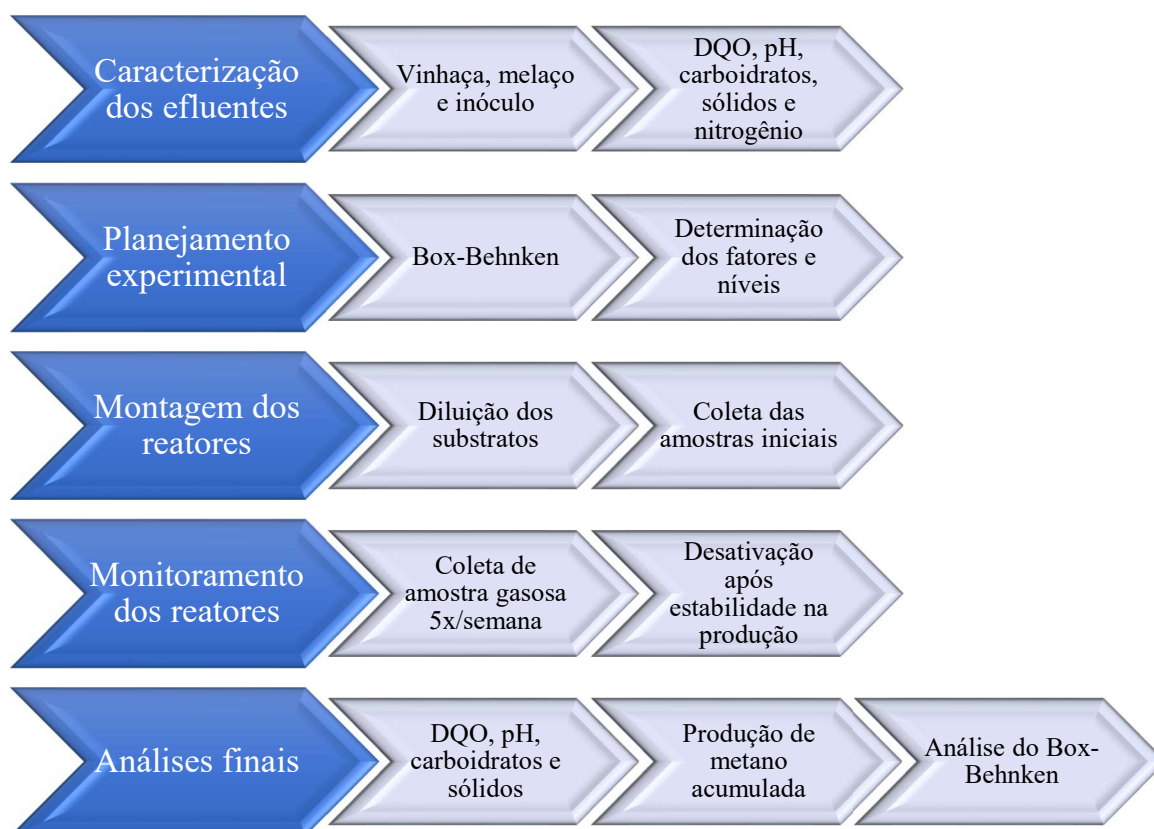 Caracterização
dos efluentes
Vinhaça, melaço
e inóculo
DQO, pH,
carboidratos,
sólidos e
nitrogênio
Planejamento
experimental
Box-Behnken
Determinação
dos fatores e
níveis
Montagem dos
reatores
Diluição dos
substratos
Coleta das
amostras iniciais
Monitoramento
dos reatores
Coleta de
amostra gasosa
5x/semana
Desativação
após
estabilidade na
produção
Análises finais
DQO, pH,
carboidratos e
sólidos
Produção de
metano
acumulada
Análise do Box-
Behnken